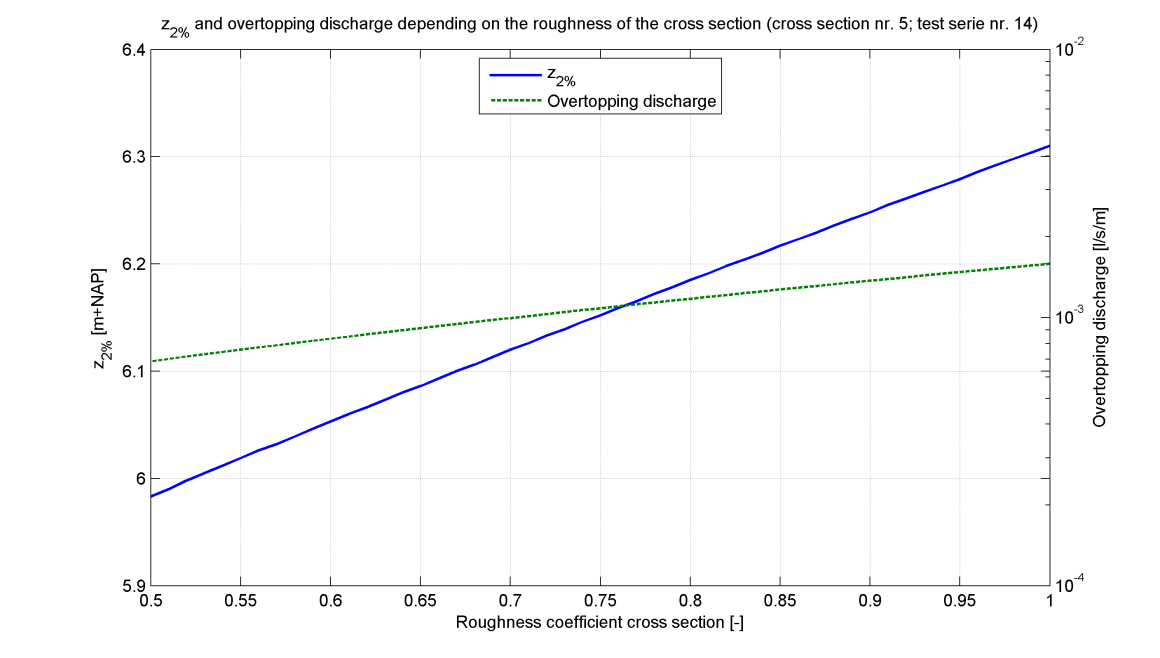 z2% and overtopping discharge depending on the roughness of the cross section (cross section nr. 5; test serie nr. 14)
z2%
Overtopping discharge
6.4
6.3
6.2
6.1
6
5.9
z2% [m+NAP]
10-2
10-3
10-4
Overtopping discharge [l/s/m]
0.5 0.55 0.6 0.65 0.7 0.75 0.8 0.85 0.9 0.95 1
Roughness coefficient cross section [-]